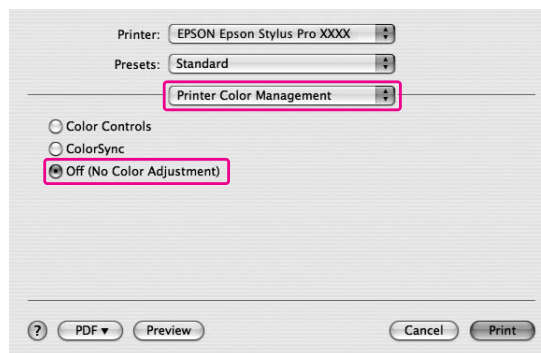 Printer: EPSON Epson Stylus Pro XXXX
Presets: Standard
Printer Color Management
Color Controls
ColorSync
Off (No Color Adjustment)
? PDF▼ Preview Cancel Print